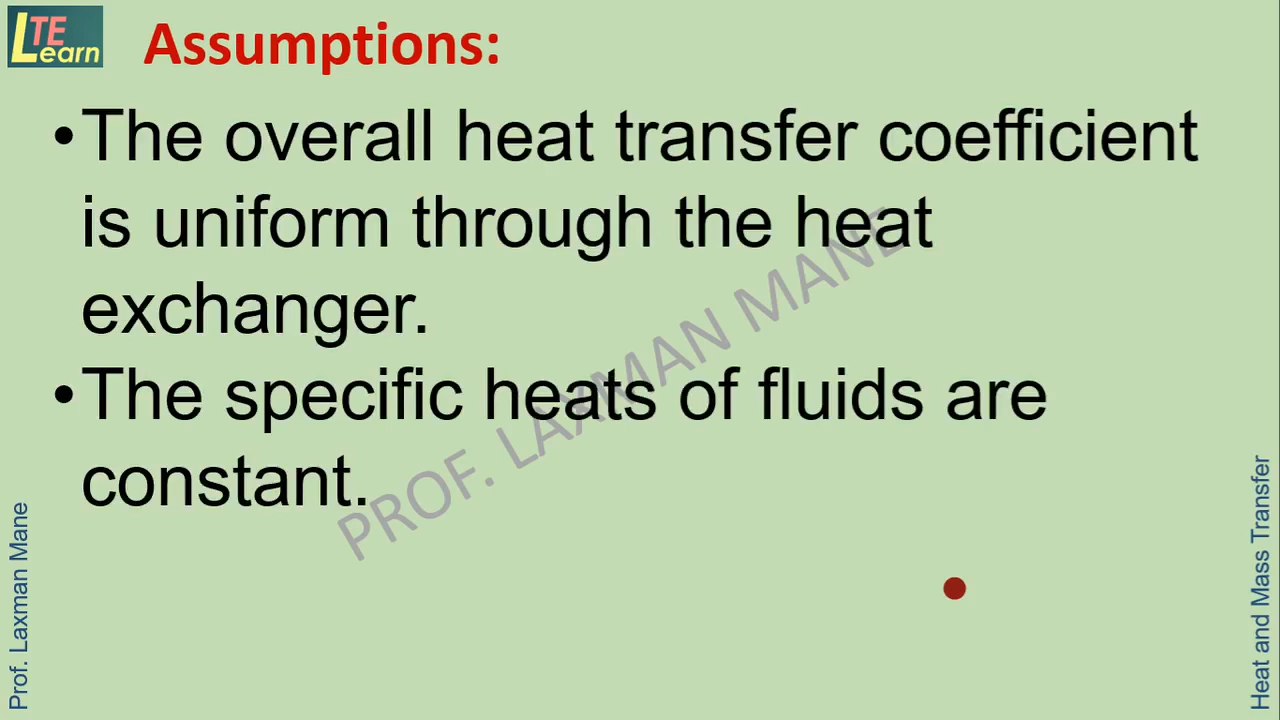 LTE
Learn
Assumptions:
•The overall heat transfer coefficient
is uniform through the heat
exchanger.
•The specific heats of fluids are
constant.
PROF. LAXMAN MANE
Prof. Laxman Mane
Heat and Mass Transfer